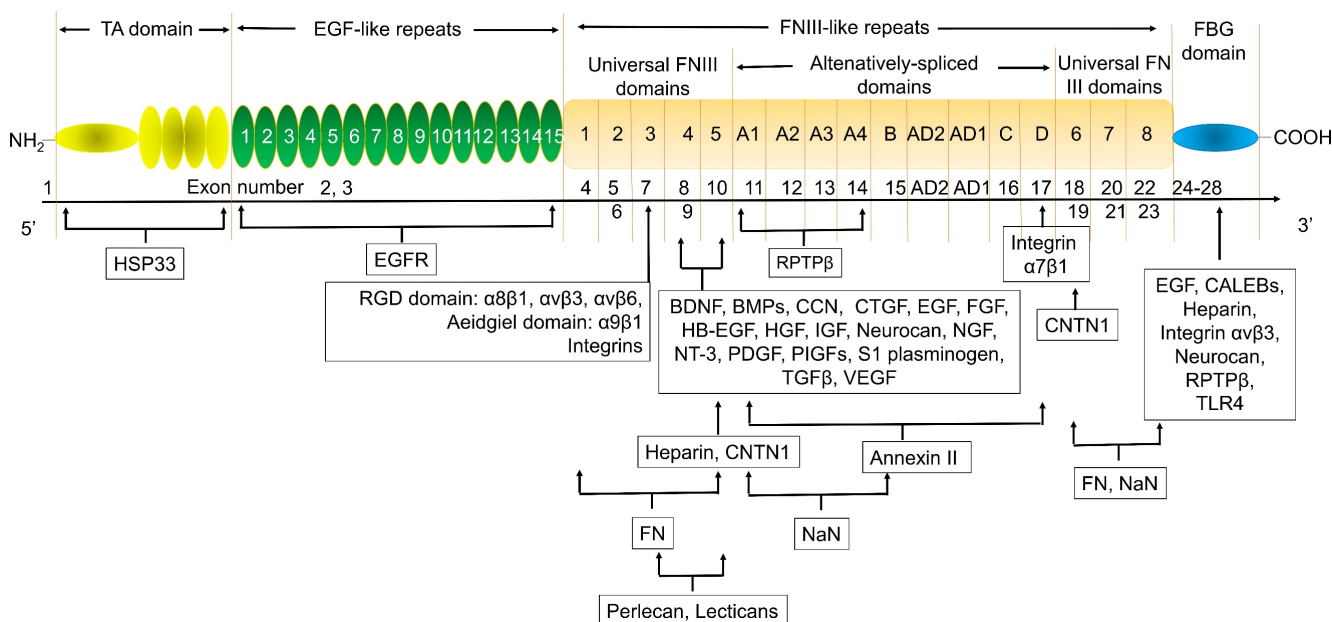 TA domain
EGF-like repeats
FNIII-like repeats
FBG
domain
Universal FNIII
domains
Altenatively-spliced
domains
Universal FN
III domains
NH2
1 2 3 4 5 6 7 8 9 10 11 12 13 14 15
1 2 3 4 5 A1 A2 A3 A4 B AD2 AD1 C D 6 7 8
COOH
1 Exon number 2, 3 4 5 7 8 10 11 12 13 14 15 AD2 AD1 16 17 18 20 22 24-28
6 9 19 21 23
5’ 3’
HSP33
EGFR
RPTPβ
Integrin
α7β1
RGD domain: α8β1, αvβ3, αvβ6,
Aeidgiel domain: α9β1
Integrins
BDNF, BMPs, CCN, CTGF, EGF, FGF,
HB-EGF, HGF, IGF, Neurocan, NGF,
NT-3, PDGF, PIGFs, S1 plasminogen,
TGFβ, VEGF
CNTN1
EGF, CALEBs,
Heparin,
Integrin αvβ3,
Neurocan,
RPTPβ,
TLR4
Heparin, CNTN1
Annexin II
FN, NaN
FN
NaN
Perlecan, Lecticans